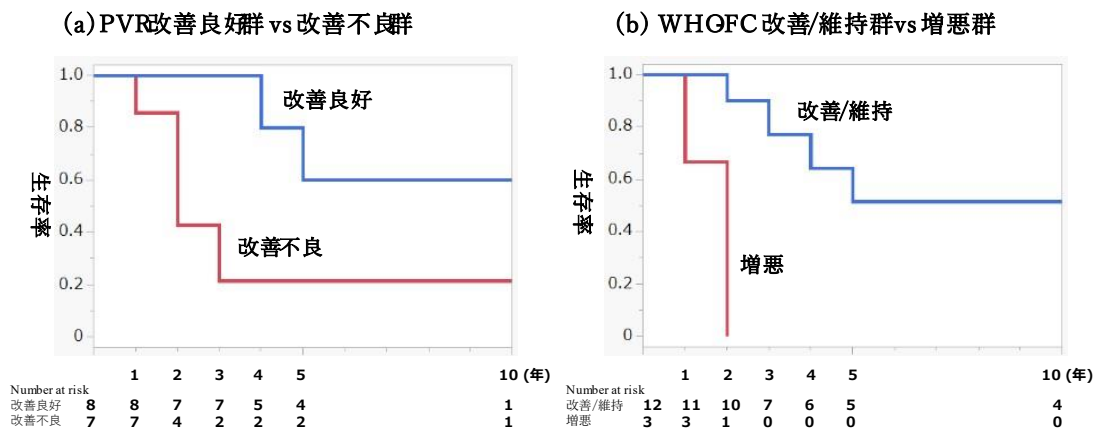 (a) PVR改善良好群 vs 改善不良群
1.0
改善良好
0.8
0.6
生存率
0.4
改善不良
0.2
0
1 2 3 4 5 10 (年)
Number at risk
改善良好 8 8 7 7 5 4 1
改善不良 7 7 4 2 2 2 1
(b) WHO-FC 改善/維持群vs 増悪群
1.0
改善/維持
0.8
0.6
生存率
0.4
増悪
0.2
0
1 2 3 4 5 10 (年)
Number at risk
改善/維持 12 11 10 7 6 5 4
増悪 3 3 1 0 0 0 0